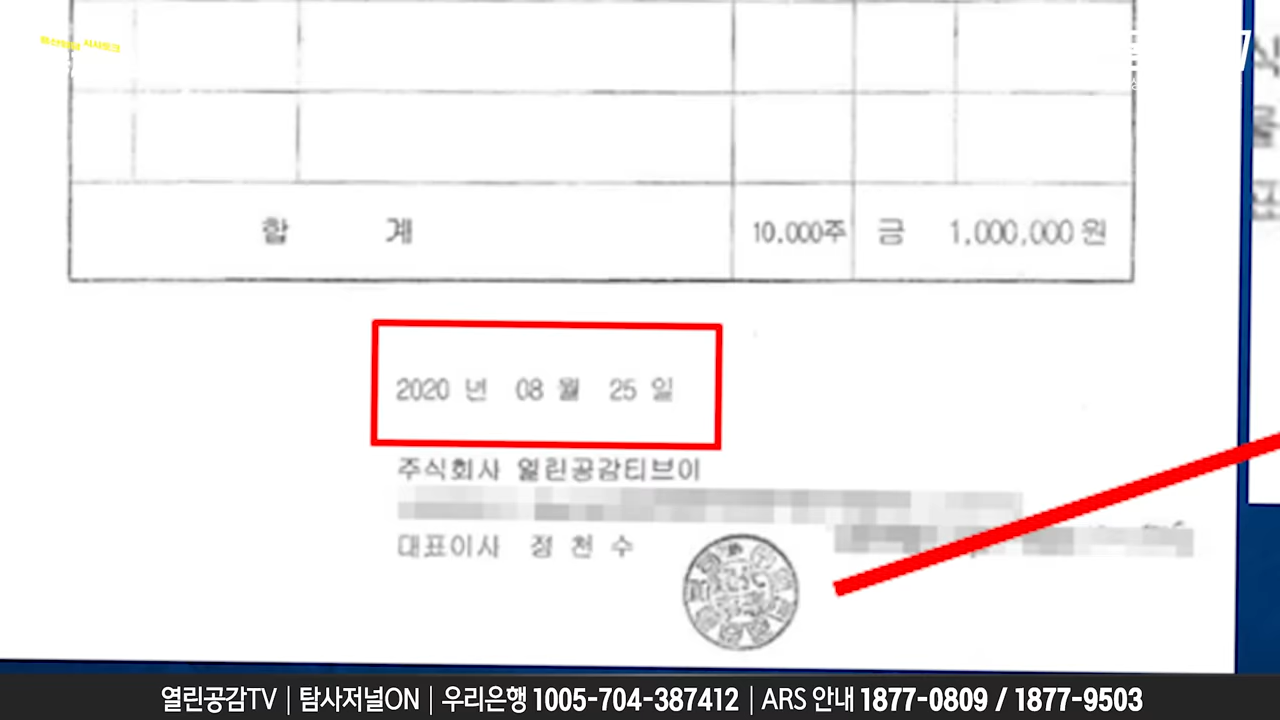 합 계 10,000주 금 1,000,000 원
2020 년 08 월 25 일
주식회사 열린공감티브이
대표이사 정 천 수
열린공감TV | 탐사저널ON | 우리은행 1005-704-387412 | ARS 안내 1877-0809 / 1877-9503